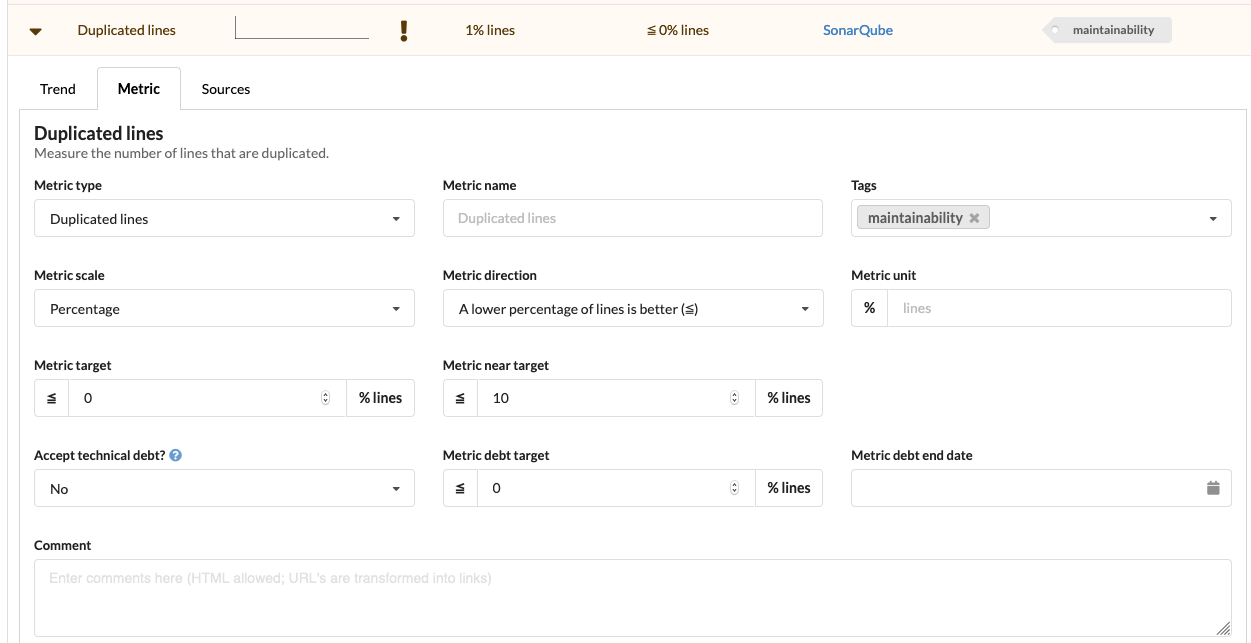 Duplicated lines 1% lines ≦ 0% lines SonarQube maintainability
Trend Metric Sources
Duplicated lines
Measure the number of lines that are duplicated.
Metric type Metric name Tags
Duplicated lines Duplicated lines maintainability
Metric scale Metric direction Metric unit
Percentage A lower percentage of lines is better (≦) % lines
Metric target Metric near target
≦ 0 % lines ≦ 10 % lines
Accept technical debt? Metric debt target Metric debt end date
No ≦ 0 % lines
Comment
Enter comments here (HTML allowed; URL's are transformed into links)